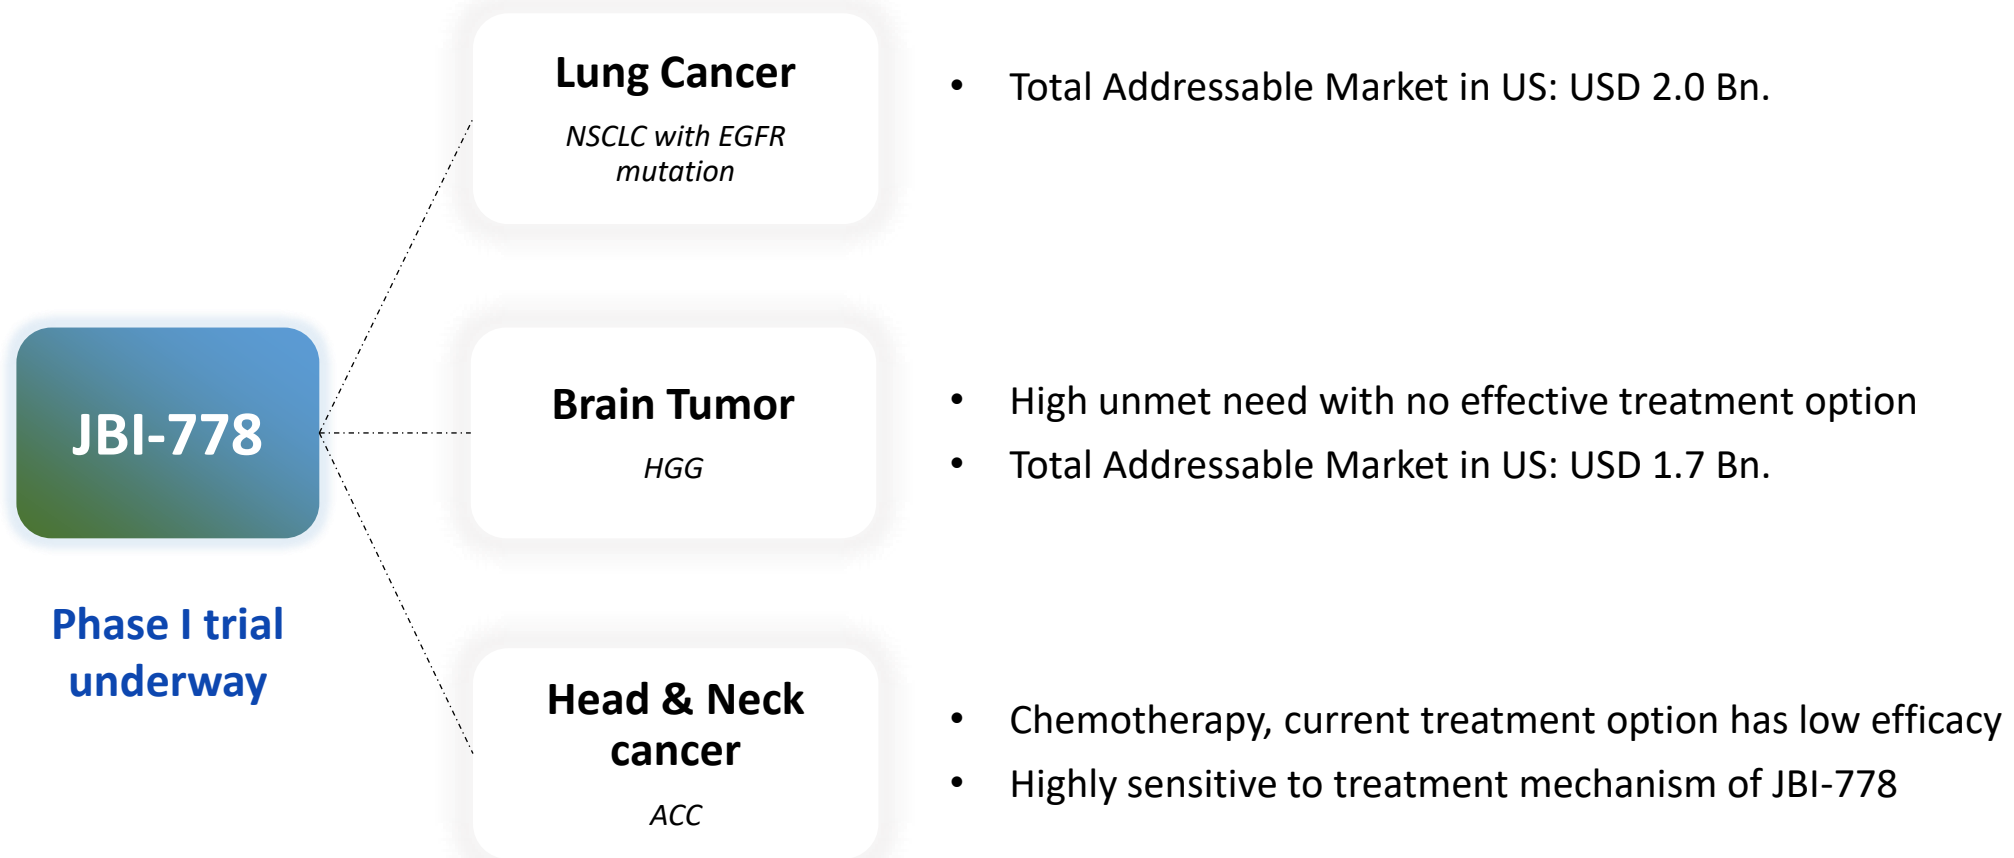 JBI-778
Phase I trial
underway
Lung Cancer
NSCLC with EGFR
mutation
• Total Addressable Market in US: USD 2.0 Bn.
Brain Tumor
HGG
• High unmet need with no effective treatment option
• Total Addressable Market in US: USD 1.7 Bn.
Head & Neck
cancer
ACC
• Chemotherapy, current treatment option has low efficacy
• Highly sensitive to treatment mechanism of JBI-778